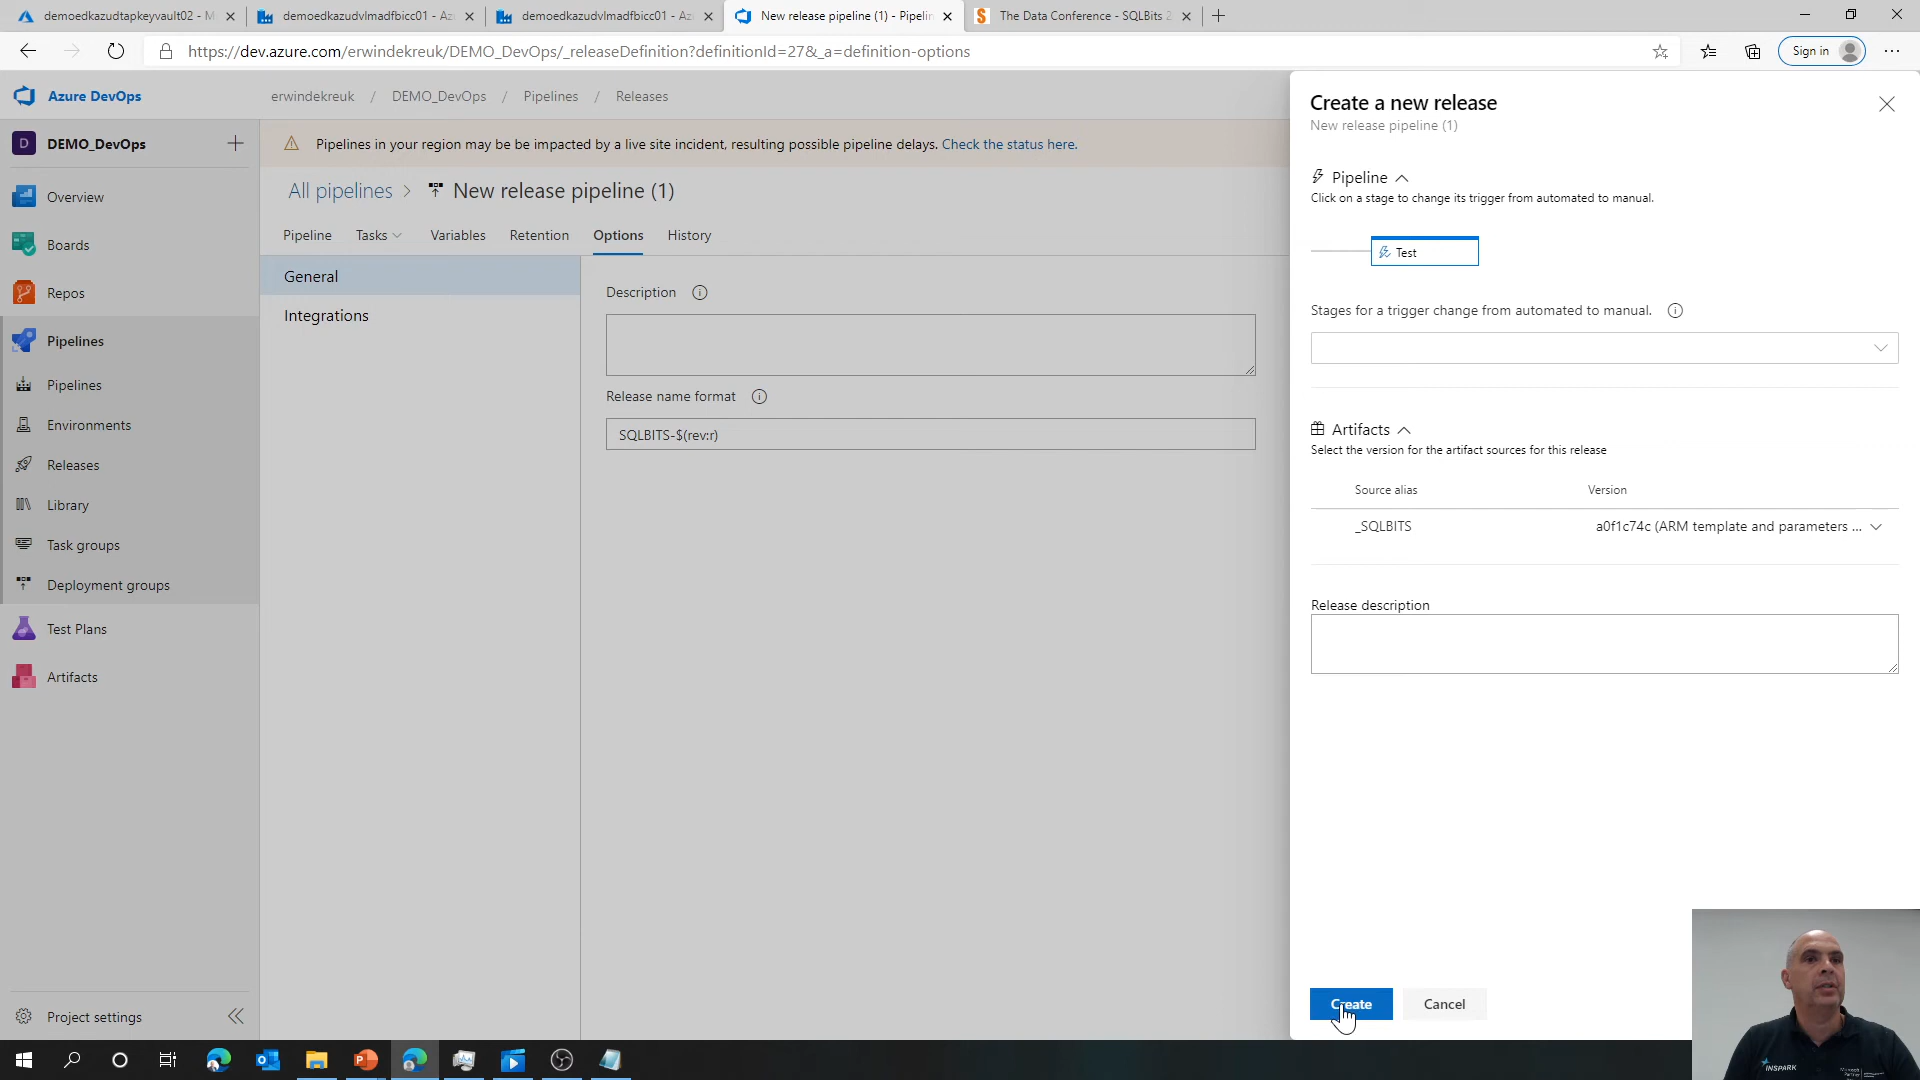 demoedkazudtapkeyvault02 - M
demoedkazudvlmadfbicc01 - Az
demoedkazudvlmadfbicc01 - Az
New release pipeline (1) - Pipelin
The Data Conference - SQLBits 2
https://dev.azure.com/erwindekreuk/DEMO_DevOps/_releaseDefinition?definitionId=27&_a=definition-options
Sign in
Azure DevOps
erwindekreuk / DEMO_DevOps / Pipelines / Releases
D DEMO_DevOps
Overview
Boards
Repos
Pipelines
Pipelines
Environments
Releases
Library
Task groups
Deployment groups
Test Plans
Artifacts
Project settings
Pipelines in your region may be be impacted by a live site incident, resulting possible pipeline delays. Check the status here.
All pipelines > New release pipeline (1)
Pipeline Tasks Variables Retention Options History
General
Integrations
Description
Release name format
SQLBITS-$(rev:r)
Create a new release
New release pipeline (1)
Pipeline
Click on a stage to change its trigger from automated to manual.
Test
Stages for a trigger change from automated to manual.
Artifacts
Select the version for the artifact sources for this release
Source alias Version
_SQLBITS a0f1c74c (ARM template and parameters ...
Release description
Create Cancel
INSPARK